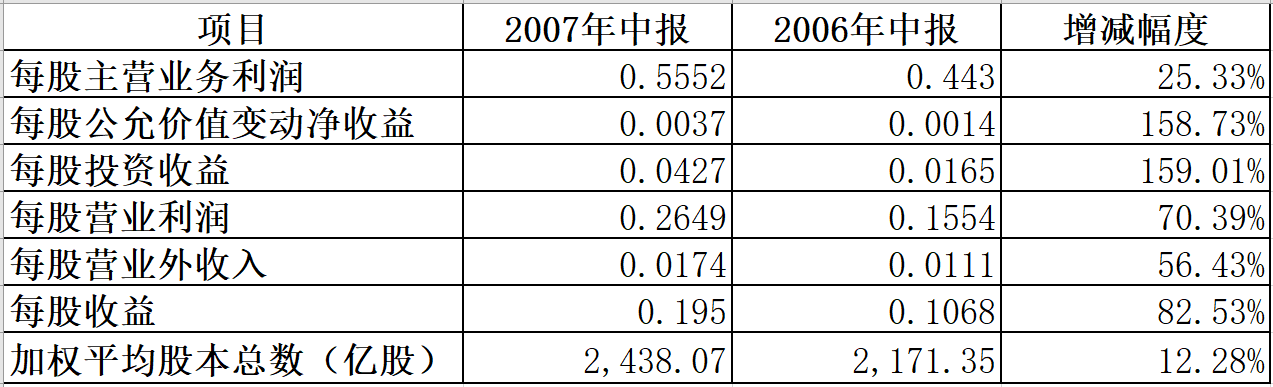 项目 2007年中报 2006年中报 增减幅度
每股主营业务利润 0.5552 0.443 25.33%
每股公允价值变动净收益 0.0037 0.0014 158.73%
每股投资收益 0.0427 0.0165 159.01%
每股营业利润 0.2649 0.1554 70.39%
每股营业外收入 0.0174 0.0111 56.43%
每股收益 0.195 0.1068 82.53%
加权平均股本总数（亿股） 2,438.07 2,171.35 12.28%